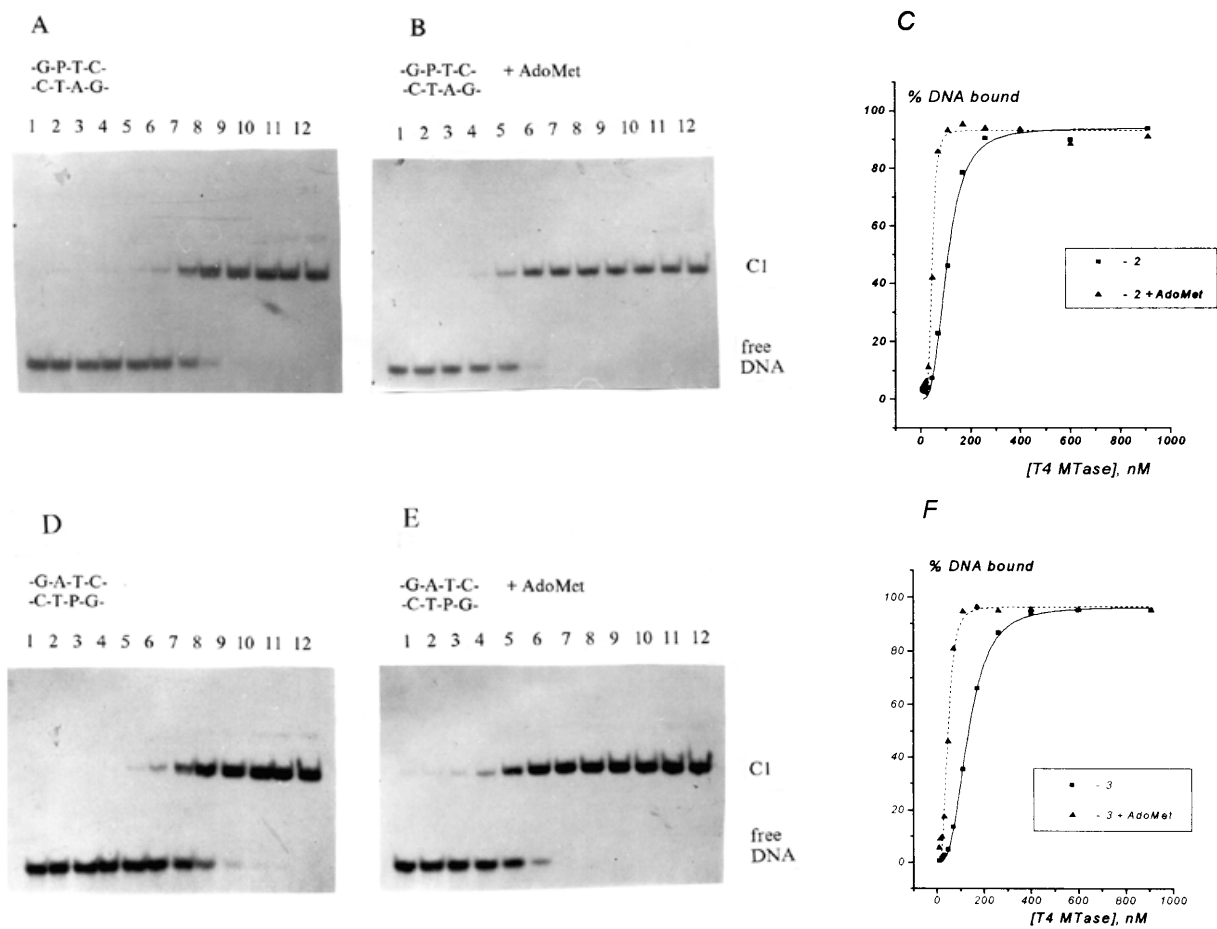 A
-G-P-T-C-
-C-T-A-G-
1 2 3 4 5 6 7 8 9 10 11 12
B
-G-P-T-C- + AdoMet
-C-T-A-G-
1 2 3 4 5 6 7 8 9 10 11 12
C1
free
DNA
C
% DNA bound
100
80
60
40
20
0
0 200 400 600 800 1000
[T4 MTase], nM
- 2
- 2 + AdoMet
D
-G-A-T-C-
-C-T-P-G-
1 2 3 4 5 6 7 8 9 10 11 12
E
-G-A-T-C- + AdoMet
-C-T-P-G-
1 2 3 4 5 6 7 8 9 10 11 12
C1
free
DNA
F
% DNA bound
100
80
60
40
20
0
0 200 400 600 800 1000
[T4 MTase], nM
- 3
- 3 + AdoMet